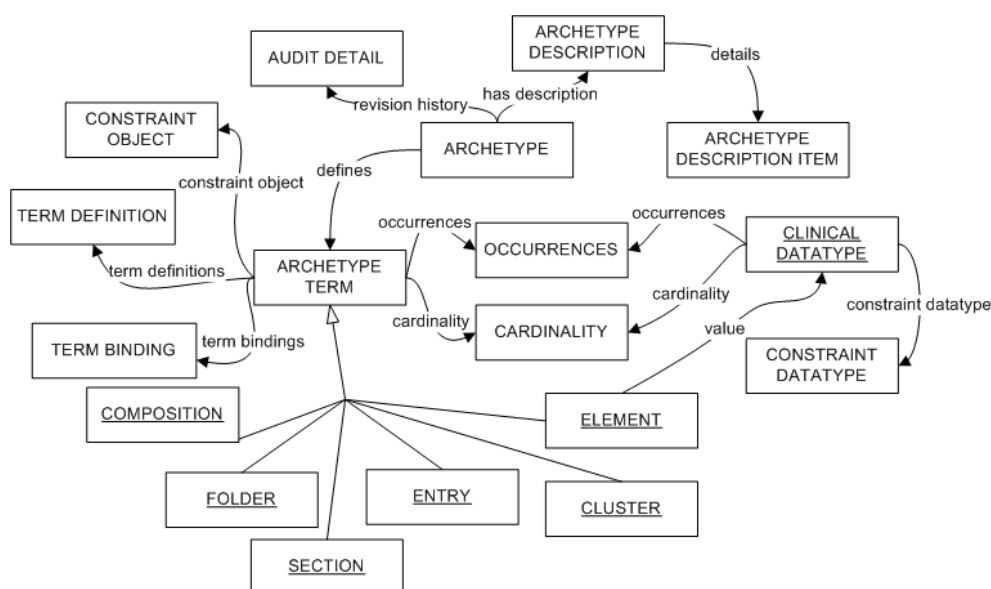 ARCHETYPE
DESCRIPTION
AUDIT DETAIL
details
revision history
has description
CONSTRAINT
OBJECT
ARCHETYPE
ARCHETYPE
DESCRIPTION ITEM
defines
constraint object
TERM DEFINITION
occurrences
occurrences
OCCURRENCES
CLINICAL
DATATYPE
term definitions
ARCHETYPE
TERM
cardinality
constraint datatype
cardinality
CARDINALITY
value
TERM BINDING
term bindings
CONSTRAINT
DATATYPE
COMPOSITION
ELEMENT
FOLDER
ENTRY
CLUSTER
SECTION